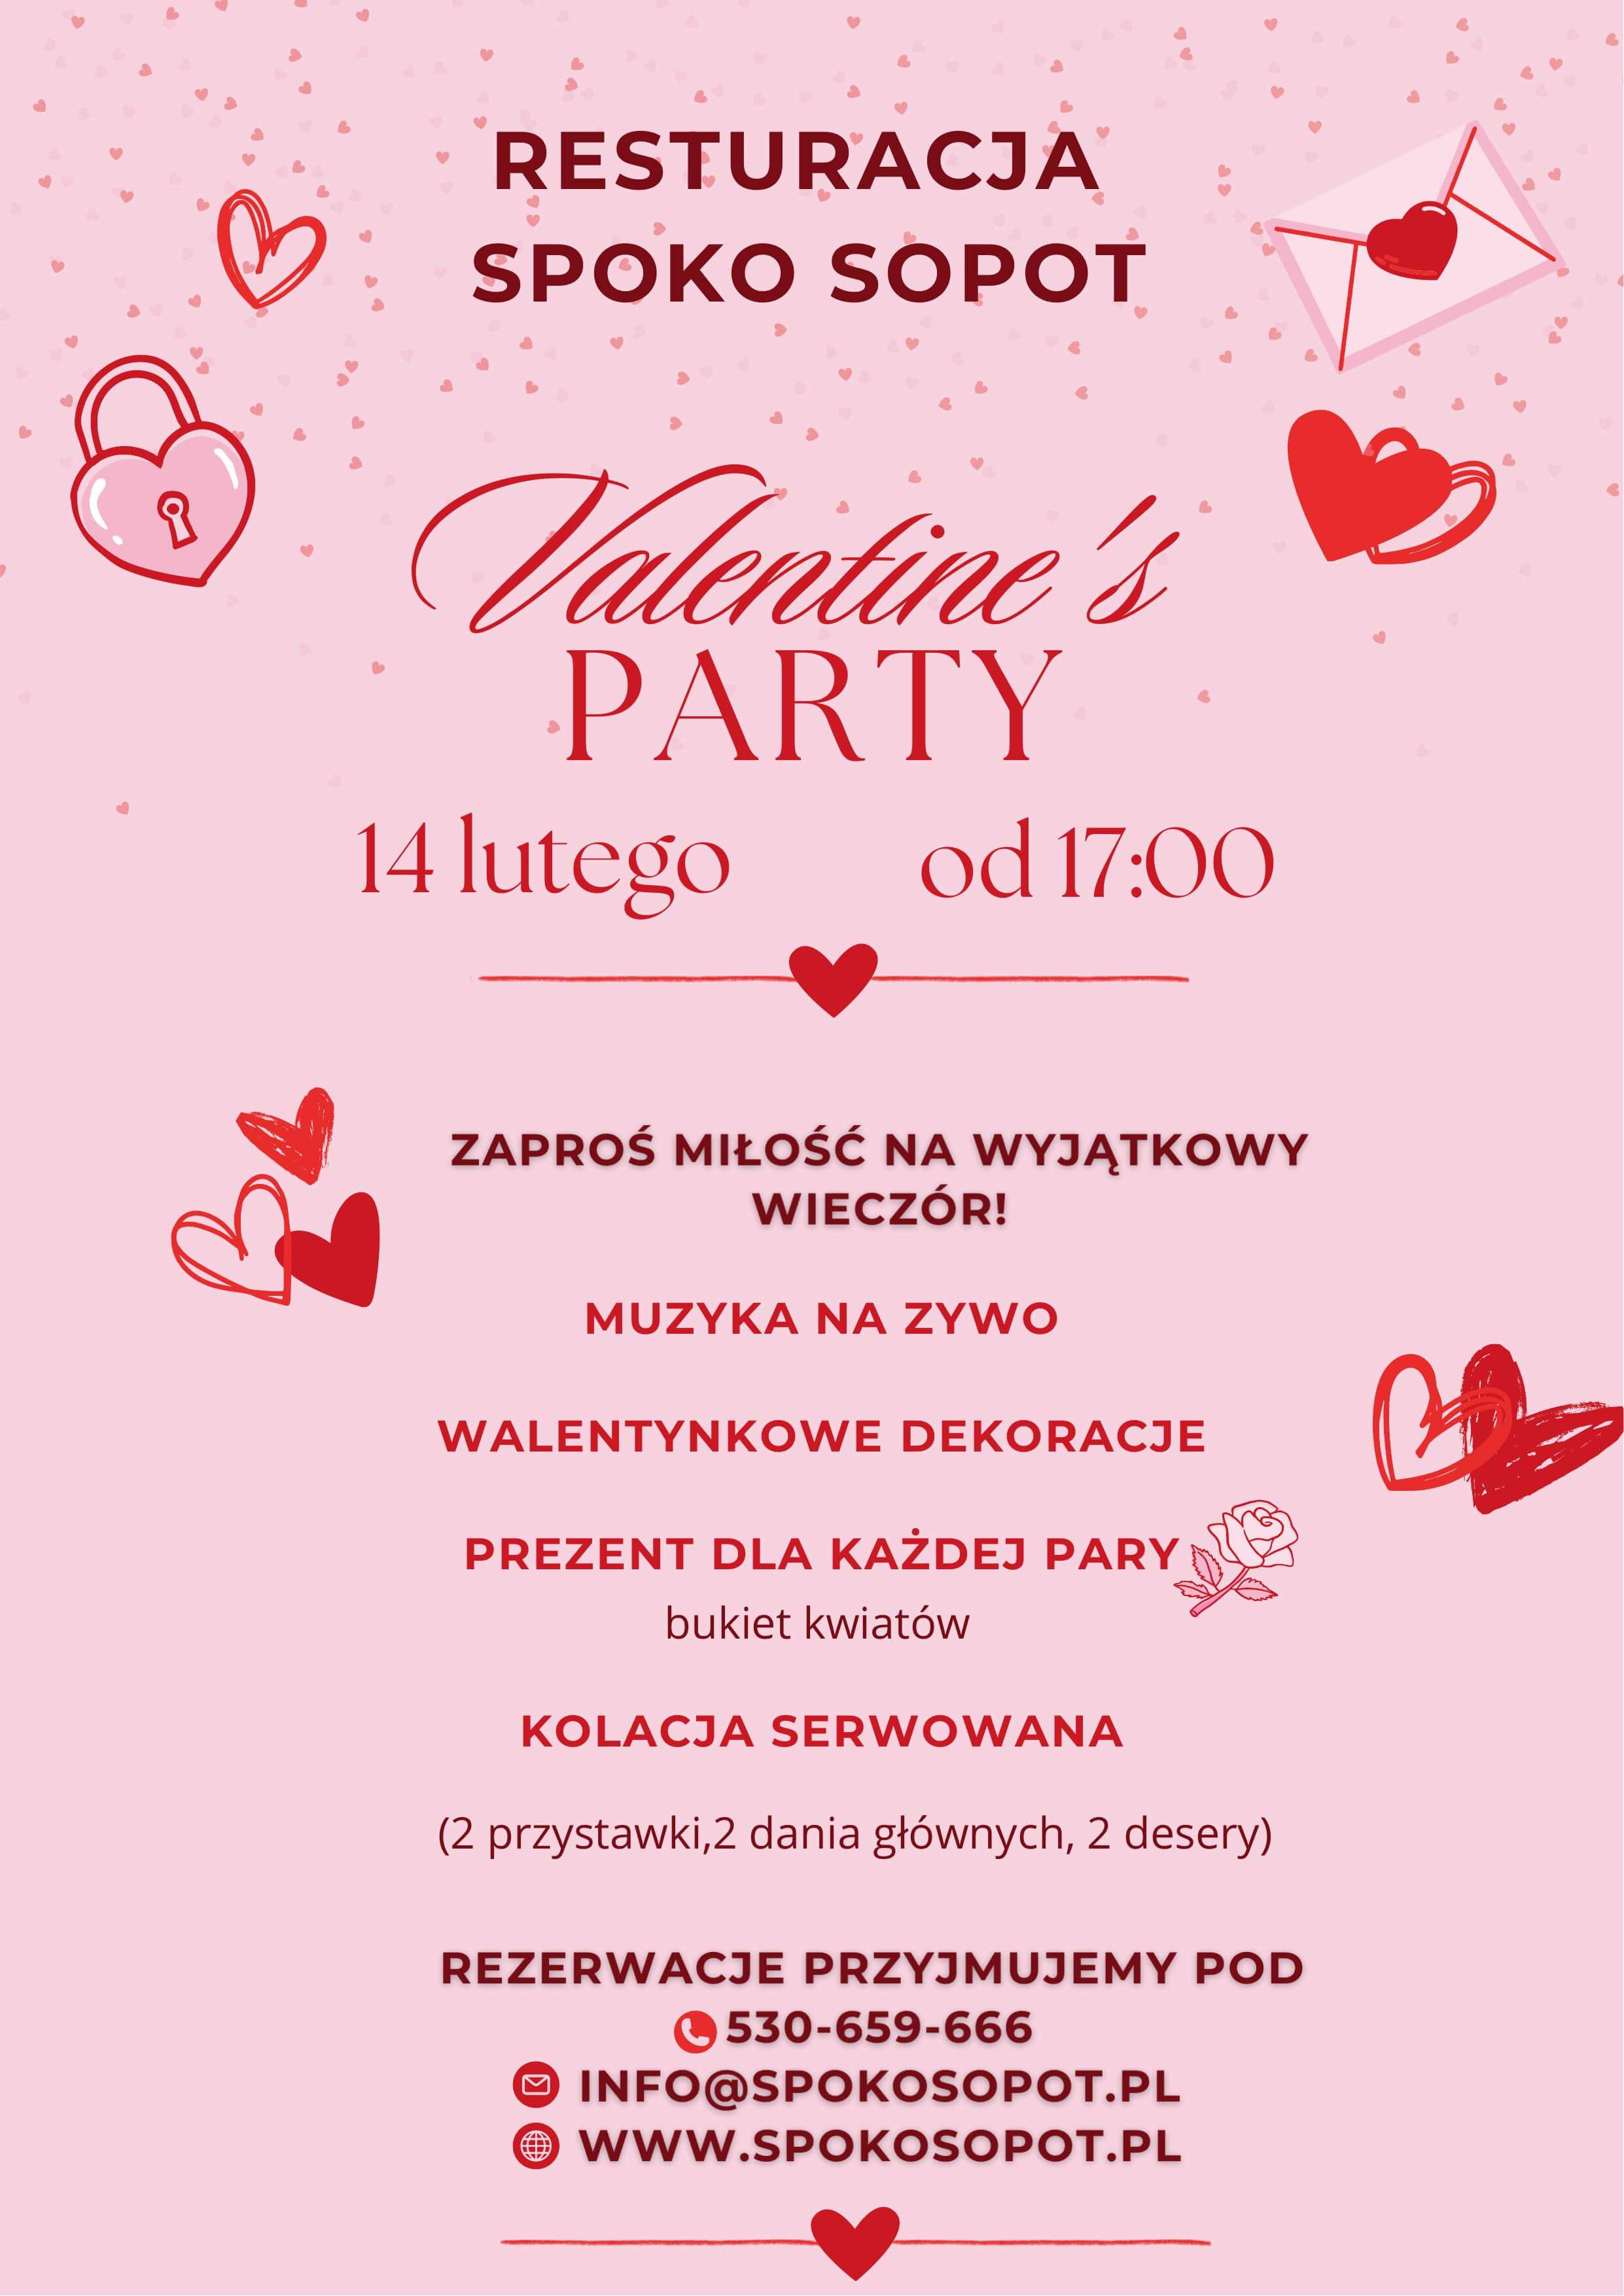 RESTURACJA
SPOKO SOPOT
Valentine's
PARTY
14 lutego od 17:00
ZAPROŚ MIŁOŚĆ NA WYJĄTKOWY
WIECZÓR!
MUZYKA NA ZYWO
WALENTYNKOWE DEKORACJE
PREZENT DLA KAŻDEJ PARY
bukiet kwiatów
KOLACJA SERWOWANA
(2 przystawki,2 dania głównych, 2 desery)
REZERWACJE PRZYJMUJEMY POD
530-659-666
INFO@SPOKOSOPOT.PL
WWW.SPOKOSOPOT.PL